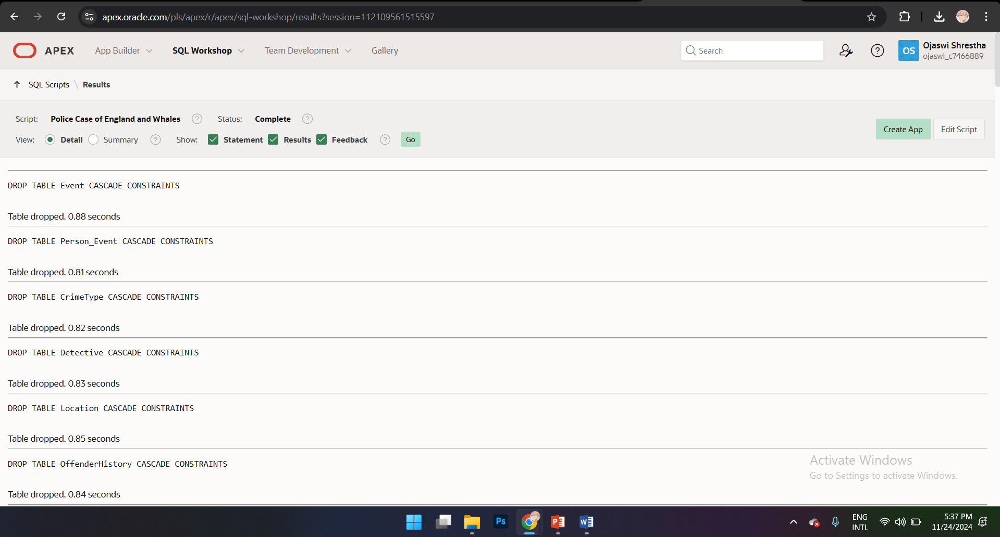 apex.oracle.com/pls/apex/r/apex/sql-workshop/results?session=112109561515597
APEX App Builder SQL Workshop Team Development Gallery Search OS Ojaswi Shrestha
ojaswi_c7466889
SQL Scripts \ Results
Script: Police Case of England and Whales ? Status: Complete ?
View: Detail Summary ? Show: Statement Results Feedback ? Go
Create App Edit Script
DROP TABLE Event CASCADE CONSTRAINTS
Table dropped. 0.88 seconds
DROP TABLE Person_Event CASCADE CONSTRAINTS
Table dropped. 0.81 seconds
DROP TABLE CrimeType CASCADE CONSTRAINTS
Table dropped. 0.82 seconds
DROP TABLE Detective CASCADE CONSTRAINTS
Table dropped. 0.83 seconds
DROP TABLE Location CASCADE CONSTRAINTS
Table dropped. 0.85 seconds
DROP TABLE OffenderHistory CASCADE CONSTRAINTS
Table dropped. 0.84 seconds
Activate Windows
Go to Settings to activate Windows.
Ps P W
ENG
INTL
5:37 PM
11/24/2024